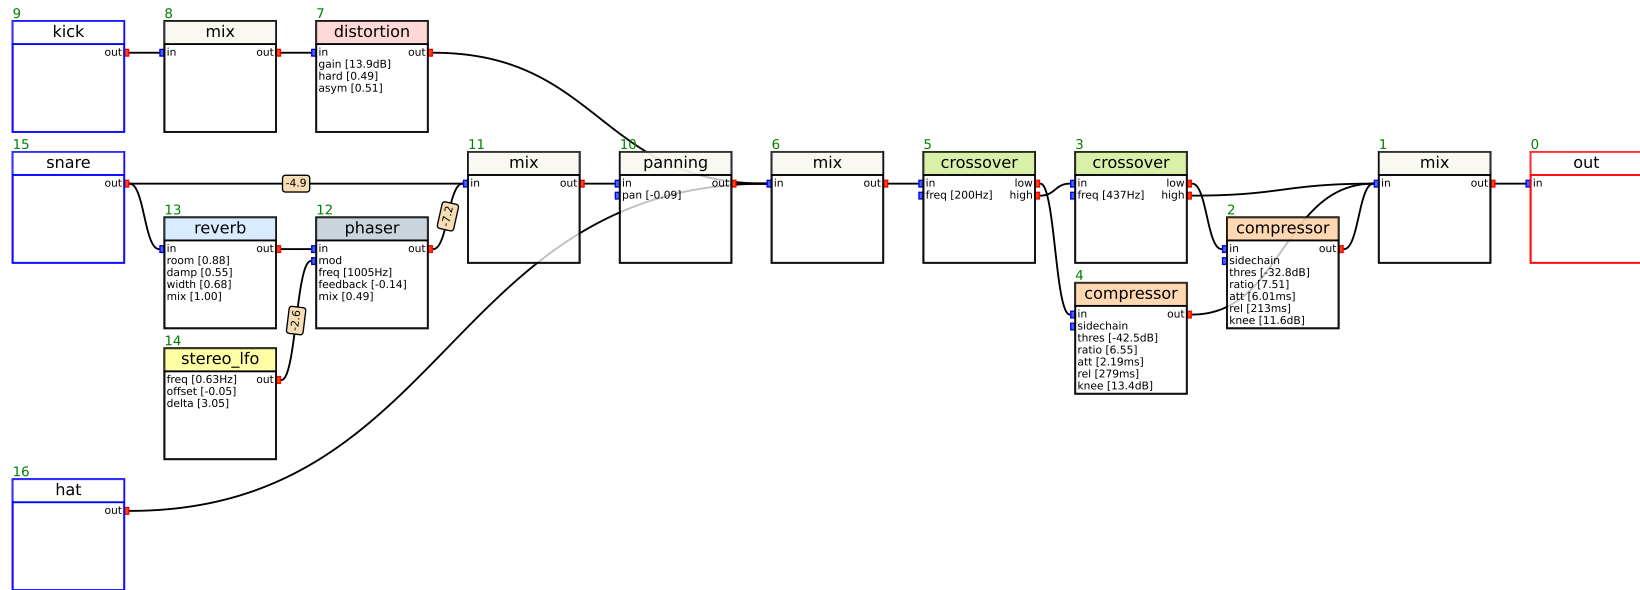 9
kick
out
8
mix
in out
7
distortion
in out
gain [13.9dB]
hard [0.49]
asym [0.51]
15
snare
out
-4.9
13
reverb
in out
room [0.88]
damp [0.55]
width [0.68]
mix [1.00]
12
phaser
in out
mod
freq [1005Hz]
feedback [-0.14]
mix [0.49]
-7.2
-2.6
14
stereo_lfo
freq [0.63Hz] out
offset [-0.05]
delta [3.05]
11
mix
in out
10
panning
in out
pan [-0.09]
6
mix
in out
5
crossover
in low
freq [200Hz] high
3
crossover
in low
freq [437Hz] high
2
compressor
in out
sidechain
thres [-32.8dB]
ratio [7.51]
att [6.01ms]
rel [213ms]
knee [11.6dB]
4
compressor
in out
sidechain
thres [-42.5dB]
ratio [6.55]
att [2.19ms]
rel [279ms]
knee [13.4dB]
1
mix
in out
0
out
in
16
hat
out